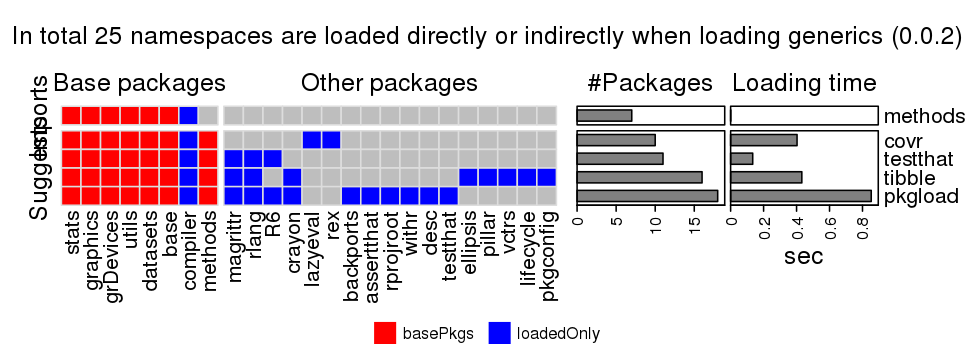 In total 25 namespaces are loaded directly or indirectly when loading generics (0.0.2)
Base packages
Other packages
#Packages
Loading time
Imports
Suggests
methods
covr
testthat
tibble
pkgload
stats
graphics
grDevices
utils
datasets
base
compiler
methods
magrittr
rlang
R6
crayon
lazyeval
rex
backports
assertthat
rprojroot
withr
desc
testthat
ellipsis
pillar
vctrs
lifecycle
pkgconfig
0
5
10
15
0
0.2
0.4
0.6
0.8
sec
basePkgs
loadedOnly